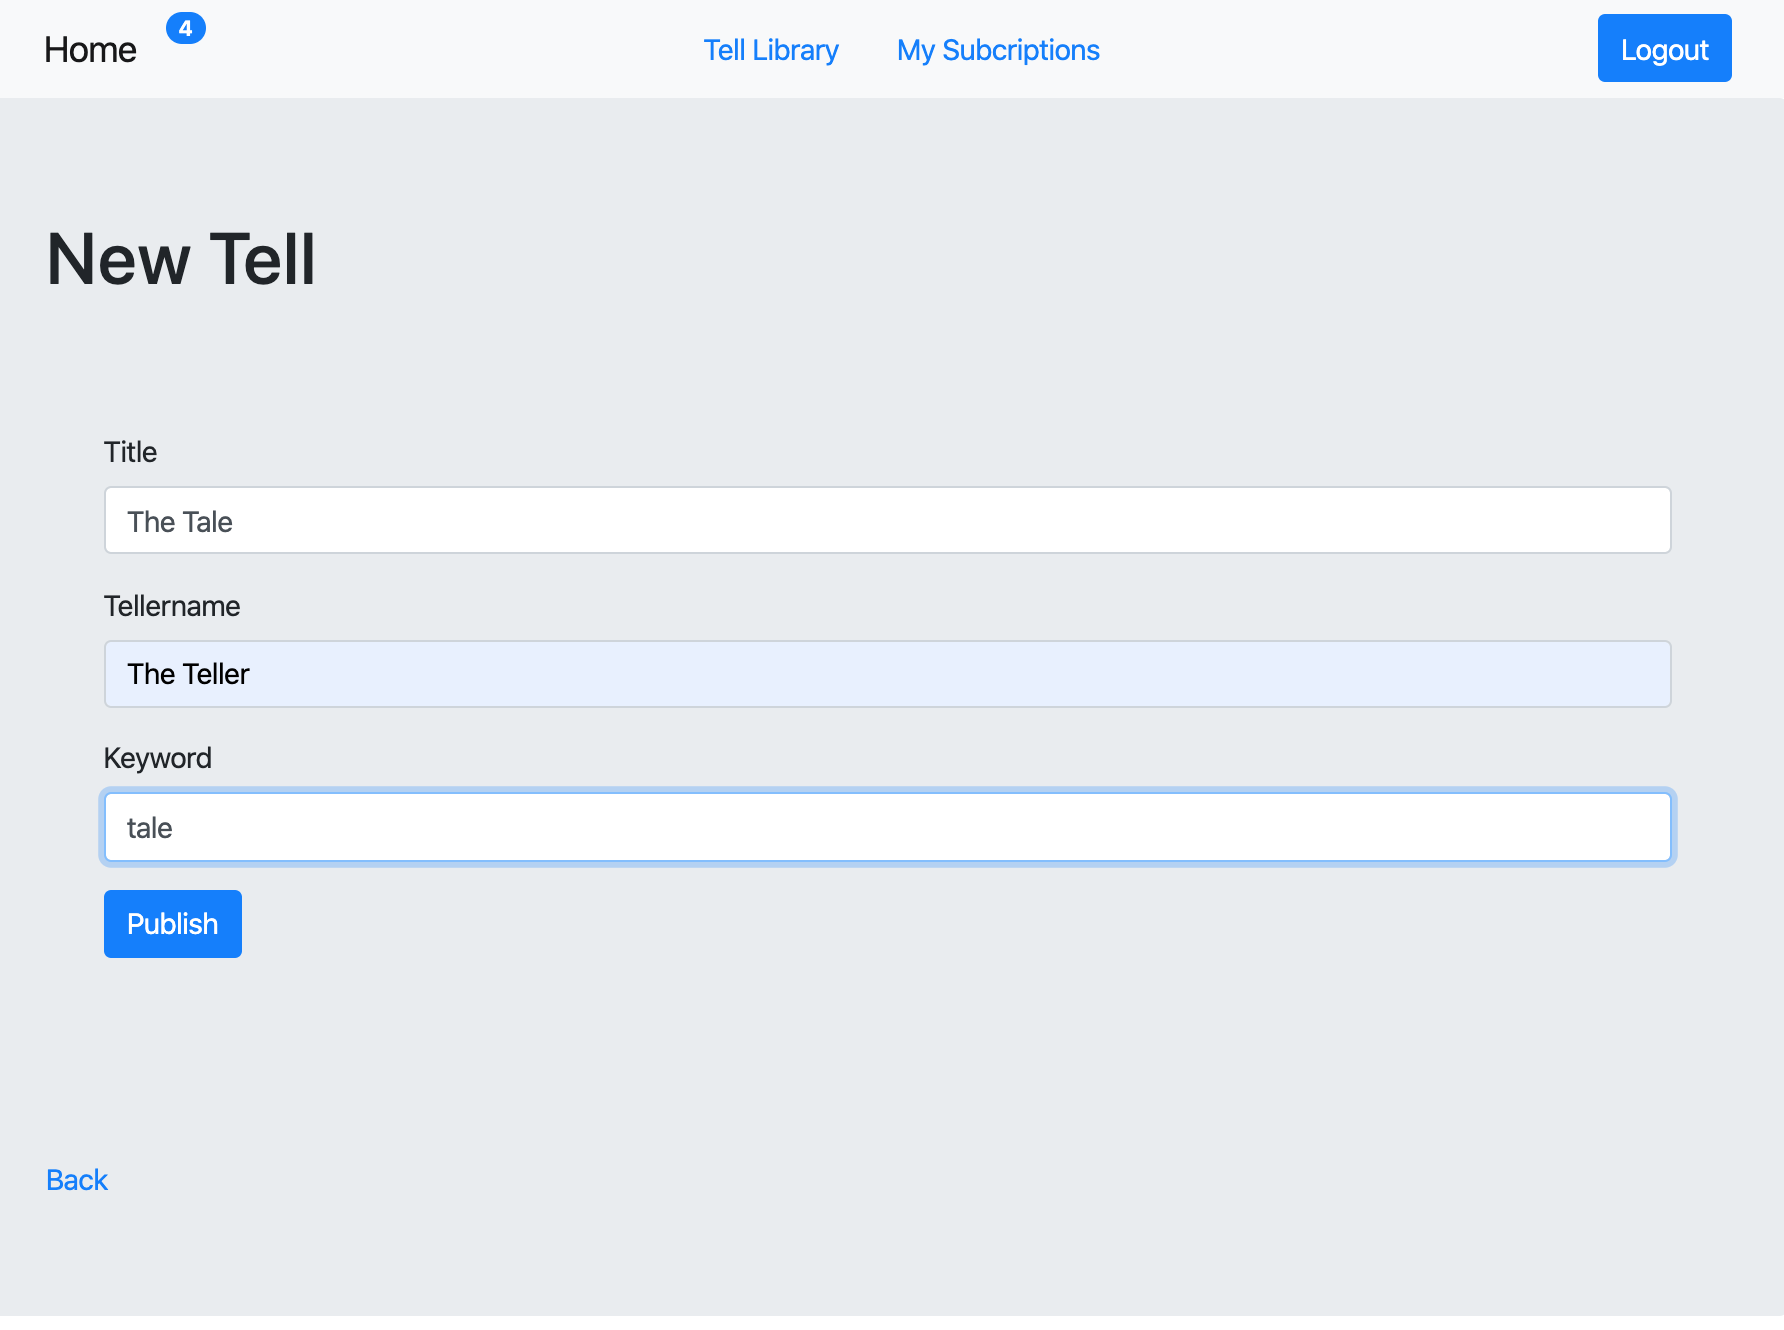 Home 4 Tell Library My Subcriptions Logout
New Tell
Title
The Tale
Tellername
The Teller
Keyword
tale
Publish
Back